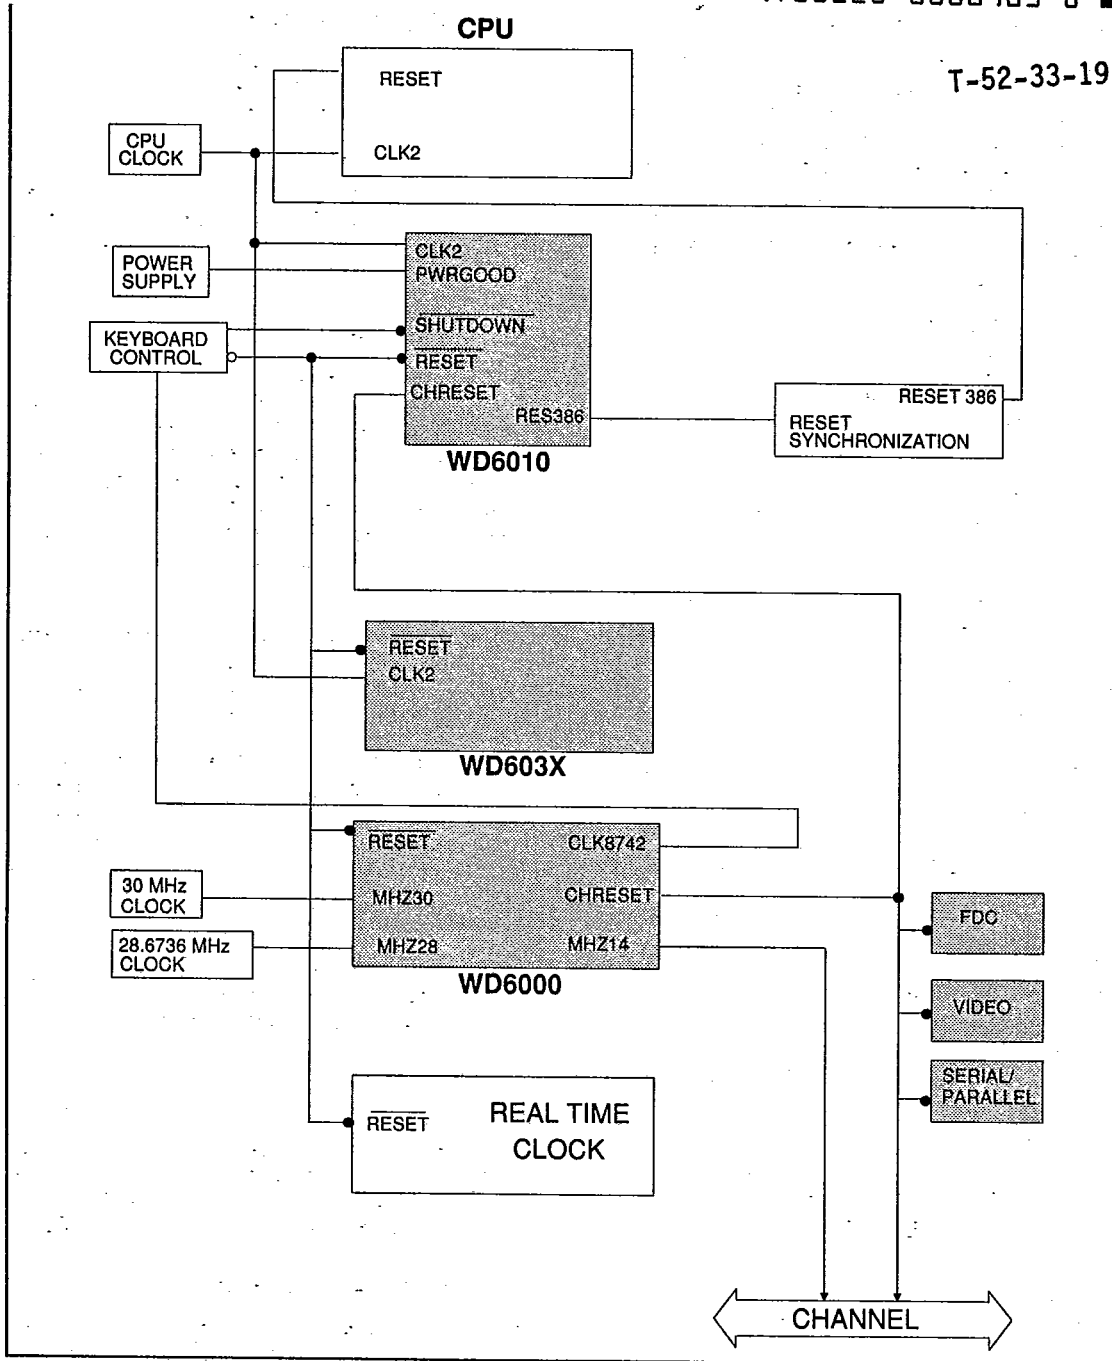 CPU
T-52-33-19
RESET
CPU
CLOCK
CLK2
CLK2
POWER
SUPPLY
PWRGOOD
SHUTDOWN
KEYBOARD
CONTROL
RESET
CHRESET
RES386
RESET 386
RESET
SYNCHRONIZATION
WD6010
RESET
CLK2
WD603X
RESET
CLK8742
30 MHz
CLOCK
MHZ30
CHRESET
28.6736 MHz
CLOCK
MHZ28
MHZ14
WD6000
FDC
VIDEO
SERIAL/
PARALLEL
RESET
REAL TIME
CLOCK
CHANNEL